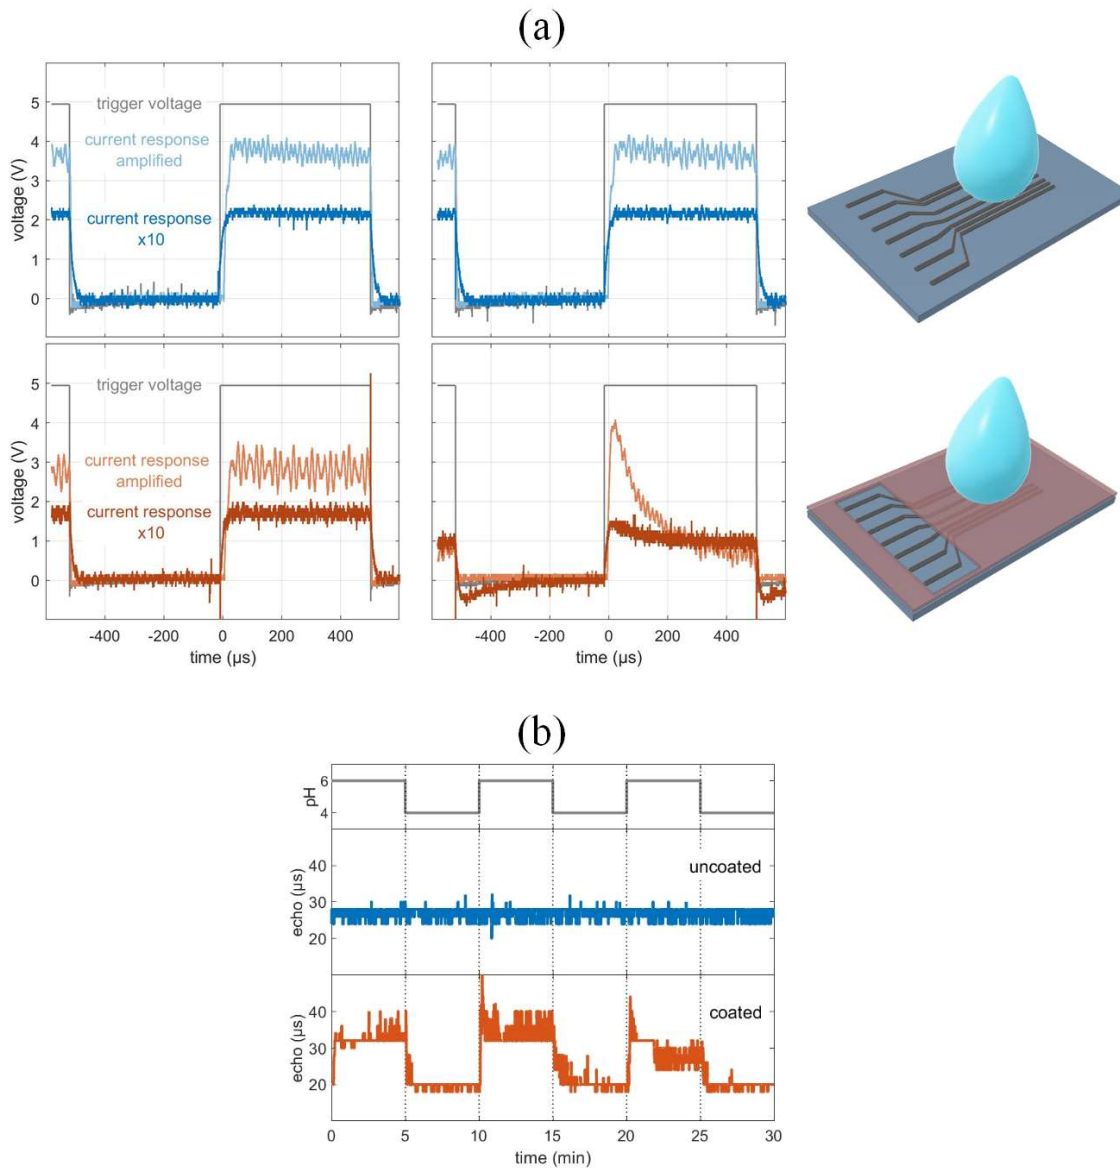 (a)
5
4
3
2
1
0
voltage (V)
trigger voltage
current response
amplified
current response
x10
5
4
3
2
1
0
voltage (V)
trigger voltage
current response
amplified
current response
x10
-400 -200 0 200 400
time (µs)
-400 -200 0 200 400
time (µs)
(b)
6
4
pH
40
30
20
echo (µs)
uncoated
40
30
20
echo (µs)
coated
0 5 10 15 20 25 30
time (min)